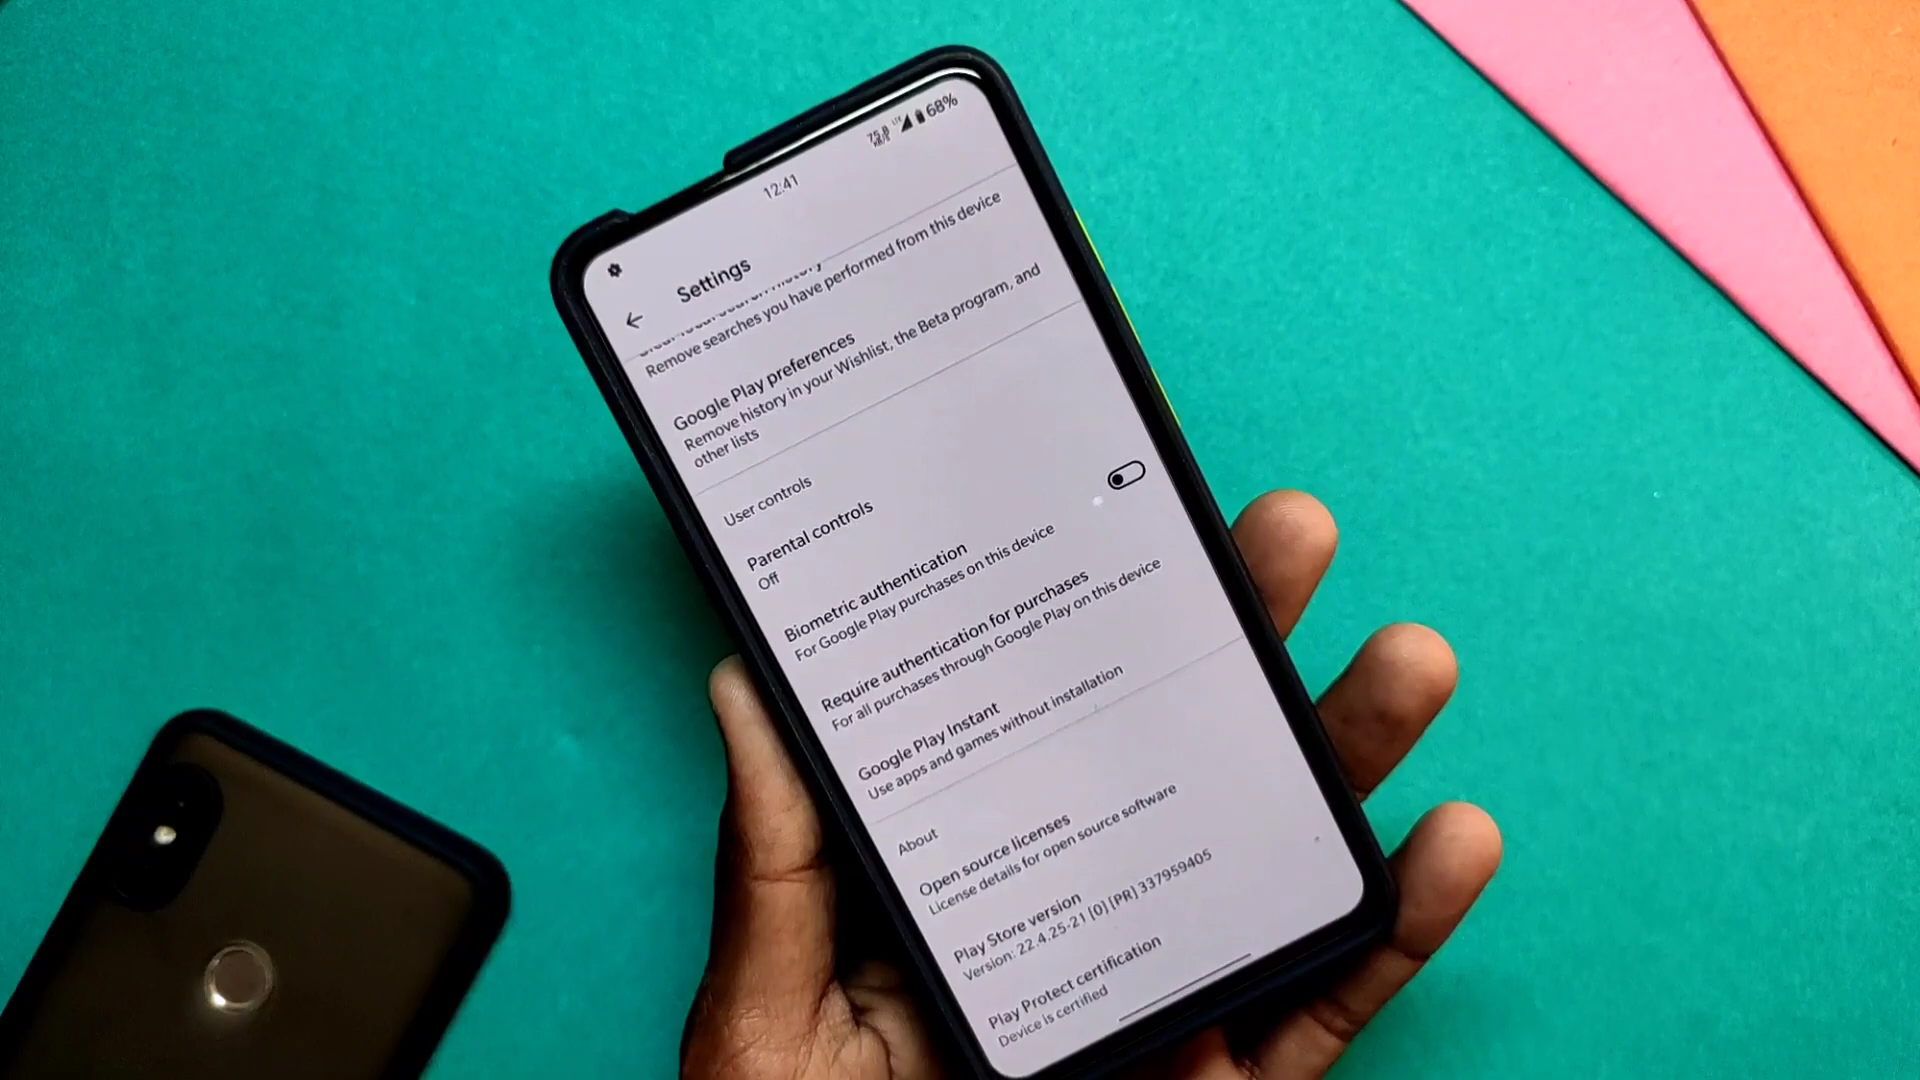 12:41
75.8 KB/S LTE 68%
Settings
Remove searches you have performed from this device
Google Play preferences
Remove history in your Wishlist, the Beta program, and
other lists
User controls
Parental controls
Off
Biometric authentication
For Google Play purchases on this device
Require authentication for purchases
For all purchases through Google Play on this device
Google Play Instant
Use apps and games without installation
About
Open source licenses
License details for open source software
Play Store version
Version: 22.4.25-21 [0] [PR] 337959405
Play Protect certification
Device is certified